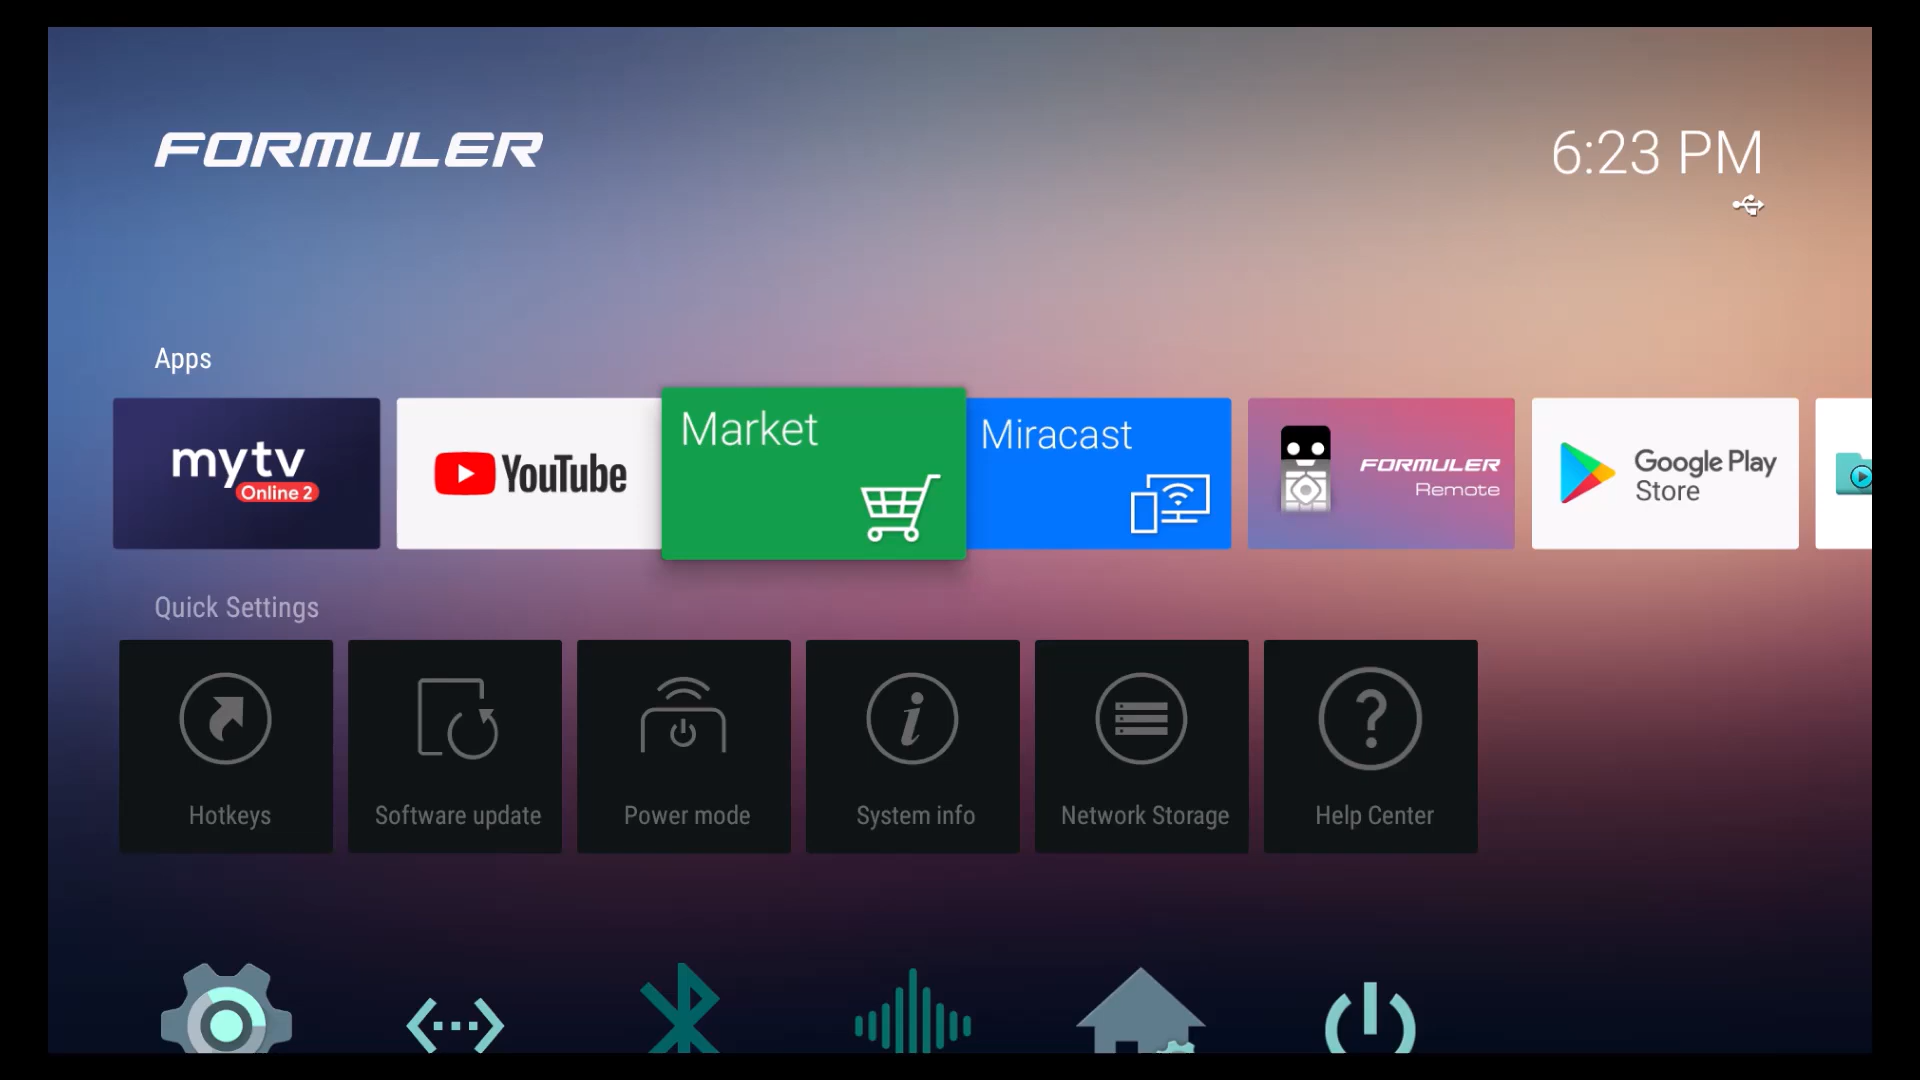 FORMULER
6:23 PM
Apps
mytv
Online 2
YouTube
Market
Miracast
FORMULER
Remote
Google Play
Store
Quick Settings
Hotkeys
Software update
Power mode
System info
Network Storage
Help Center